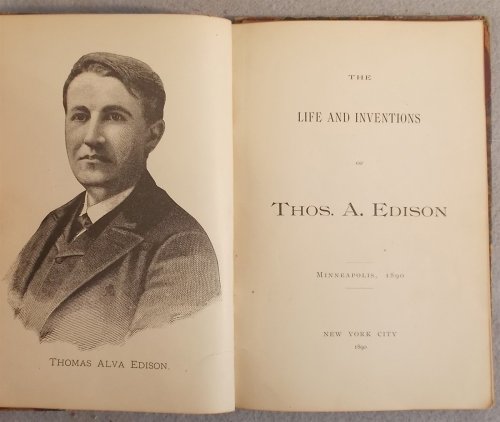 THOMAS ALVA EDISON.
THE
LIFE AND INVENTIONS
OF
THOS. A. EDISON
MINNEAPOLIS, 1890
NEW YORK CITY
1890